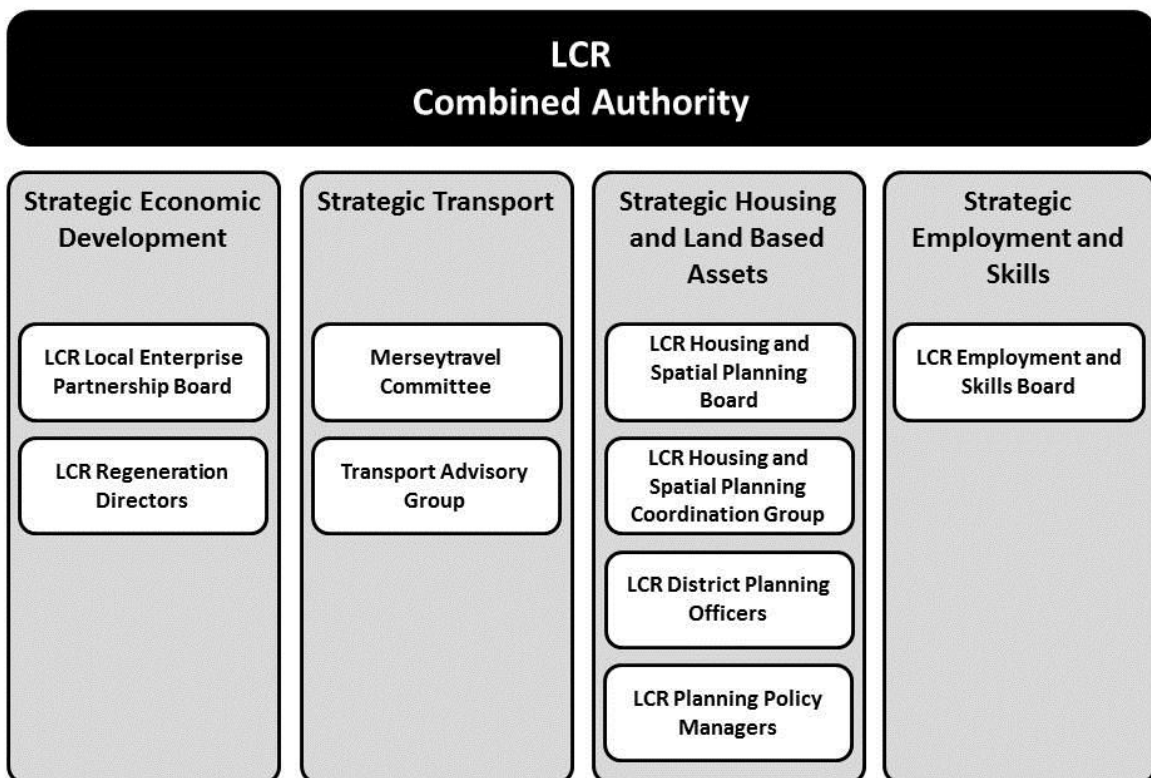 LCR
Combined Authority
Strategic Economic
Development
LCR Local Enterprise
Partnership Board
LCR Regeneration
Directors
Strategic Transport
Merseytravel
Committee
Transport Advisory
Group
Strategic Housing
and Land Based
Assets
LCR Housing and
Spatial Planning
Board
LCR Housing and
Spatial Planning
Coordination Group
LCR District Planning
Officers
LCR Planning Policy
Managers
Strategic
Employment and
Skills
LCR Employment and
Skills Board